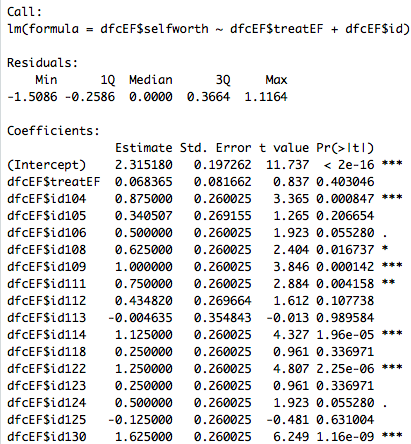 Call:
lm(formula = dfcEF$selfworth ~ dfcEF$treatEF + dfcEF$id)
Residuals:
Min 1Q Median 3Q Max
-1.5086 -0.2586 0.0000 0.3664 1.1164
Coefficients:
Estimate Std. Error t value Pr(>|t|)
(Intercept) 2.315180 0.197262 11.737 < 2e-16 ***
dfcEF$treatEF 0.068365 0.081662 0.837 0.403046
dfcEF$id104 0.875000 0.260025 3.365 0.000847 ***
dfcEF$id105 0.340507 0.269155 1.265 0.206654
dfcEF$id106 0.500000 0.260025 1.923 0.055280 .
dfcEF$id108 0.625000 0.260025 2.404 0.016737 *
dfcEF$id109 1.000000 0.260025 3.846 0.000142 ***
dfcEF$id111 0.750000 0.260025 2.884 0.004158 **
dfcEF$id112 0.434820 0.269664 1.612 0.107738
dfcEF$id113 -0.004635 0.354843 -0.013 0.989584
dfcEF$id114 1.125000 0.260025 4.327 1.96e-05 ***
dfcEF$id118 0.250000 0.260025 0.961 0.336971
dfcEF$id122 1.250000 0.260025 4.807 2.25e-06 ***
dfcEF$id123 0.250000 0.260025 0.961 0.336971
dfcEF$id124 0.500000 0.260025 1.923 0.055280 .
dfcEF$id125 -0.125000 0.260025 -0.481 0.631004
dfcEF$id130 1.625000 0.260025 6.249 1.16e-09 ***